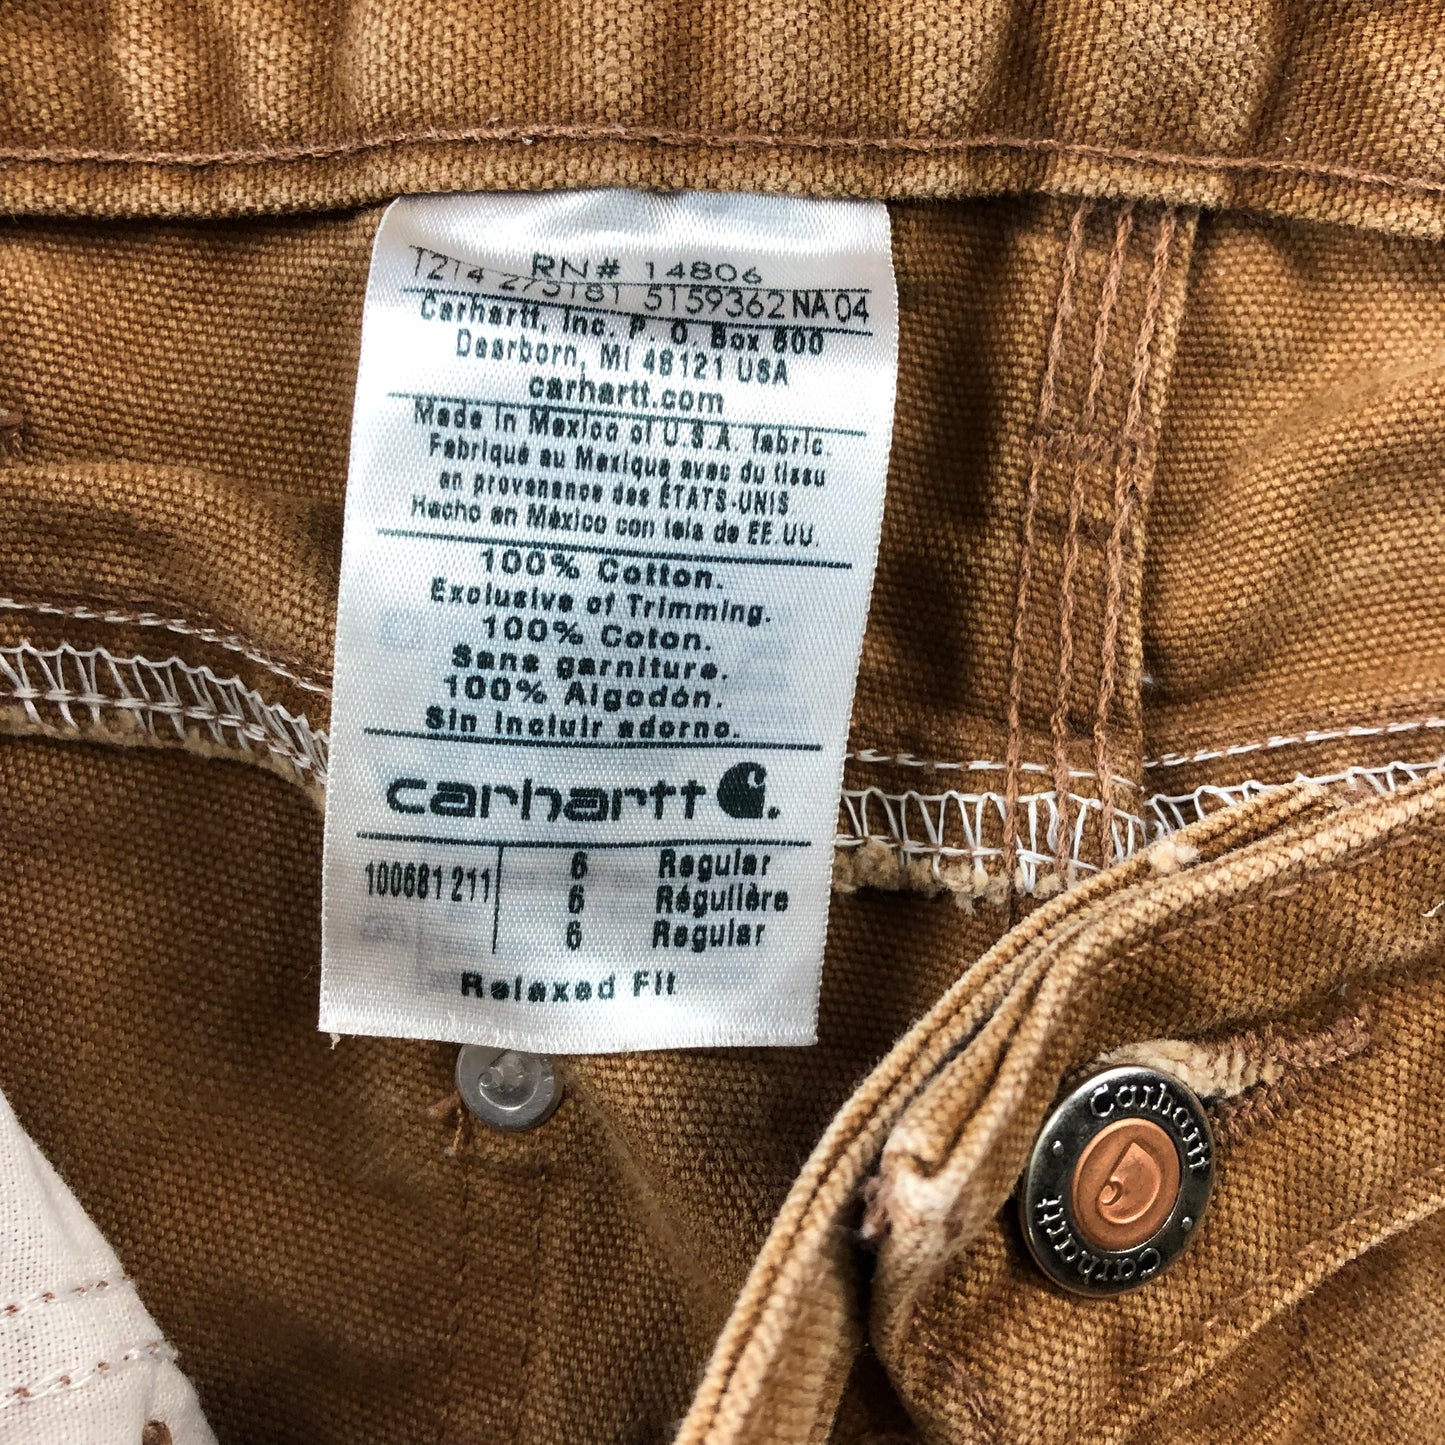 RN# 14806
T214 275181 5159362 NA 04
Carhartt, Inc. P. O. Box 600
Dearborn, MI 48121 USA
carhartt.com
Made in Mexico of U.S.A. fabric.
Fabriqué au Mexique avec du tissu
en provenance des ÉTATS-UNIS
Hecho en México con tela de EE.UU.
100% Cotton.
Exclusive of Trimming.
100% Coton.
Sans garniture.
100% Algodón.
Sin incluir adorno.
carhartt
100681 211 6 Regular
6 Régulière
6 Regular
Relaxed Fit
Carhartt
Carhartt